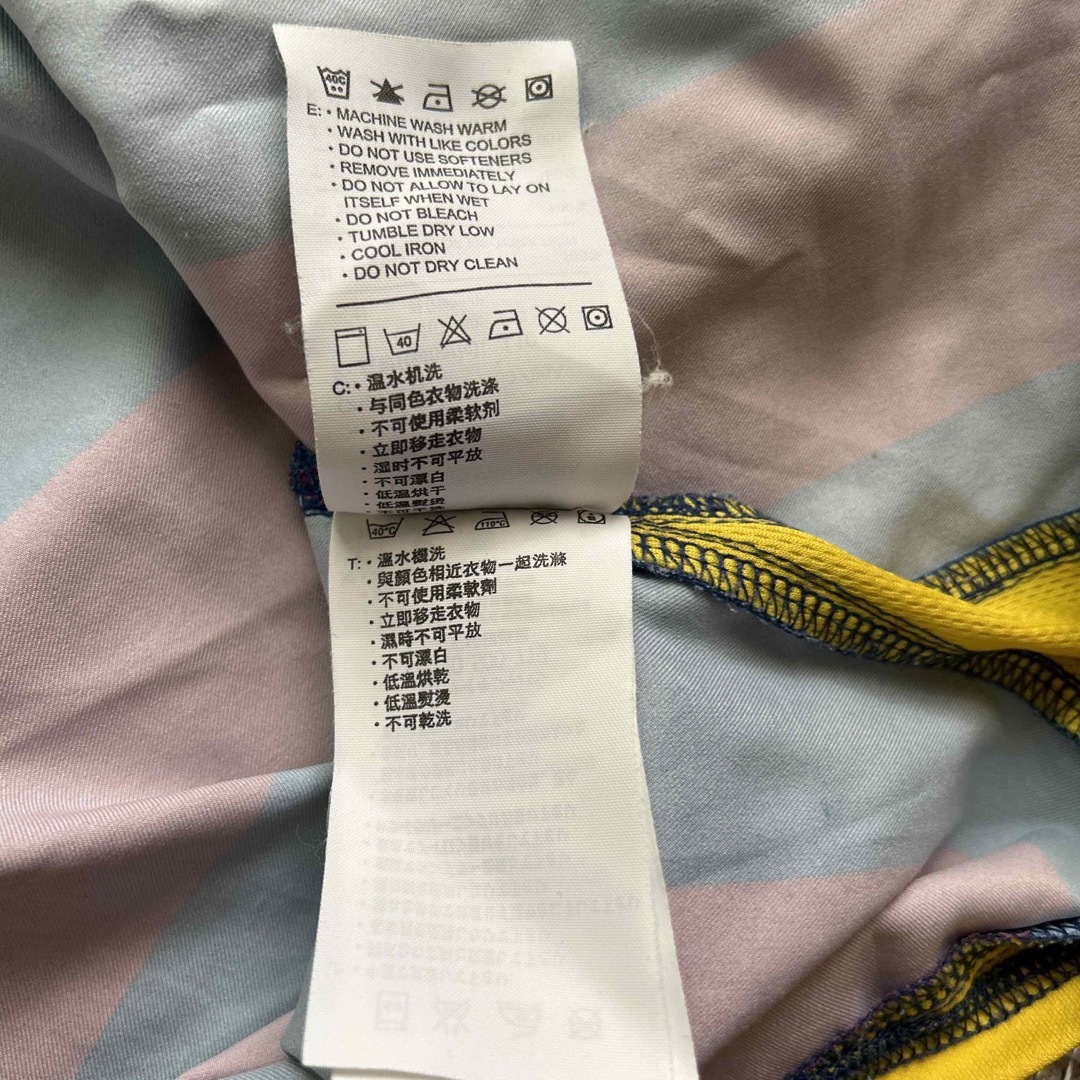 40C
E: • MACHINE WASH WARM
• WASH WITH LIKE COLORS
• DO NOT USE SOFTENERS
• REMOVE IMMEDIATELY
• DO NOT ALLOW TO LAY ON
ITSELF WHEN WET
• DO NOT BLEACH
• TUMBLE DRY LOW
• COOL IRON
• DO NOT DRY CLEAN
40
C: • 温水机洗
• 与同色衣物洗涤
• 不可使用柔软剂
• 立即移走衣物
• 湿时不可平放
• 不可漂白
• 低温烘干
• 低温熨烫
40°C 110°C
T: • 溫水機洗
• 與顏色相近衣物一起洗滌
• 不可使用柔軟劑
• 立即移走衣物
• 濕時不可平放
• 不可漂白
• 低溫烘乾
• 低溫熨燙
• 不可乾洗